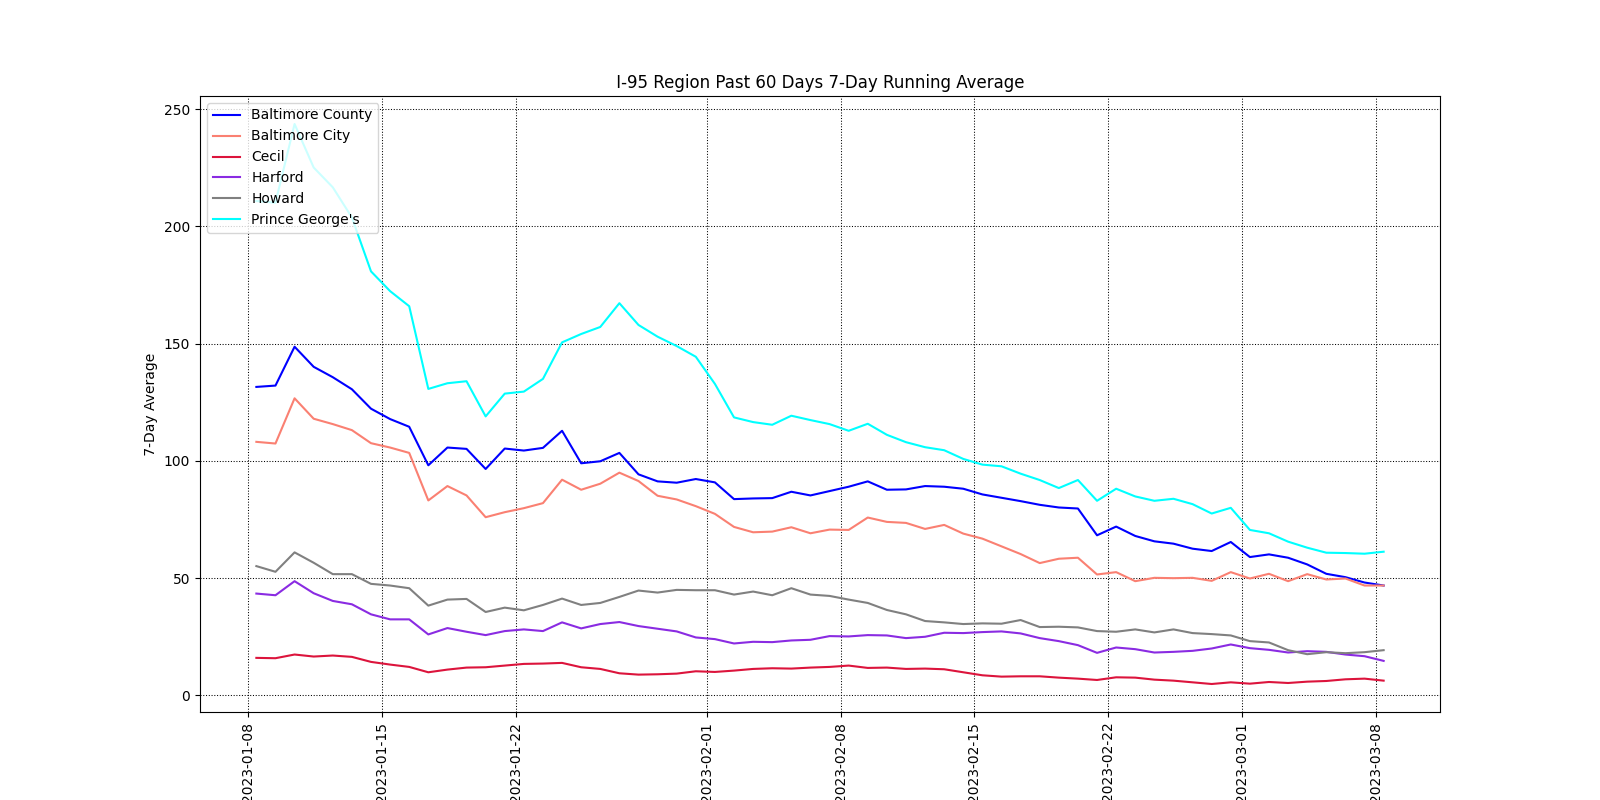 I-95 Region Past 60 Days 7-Day Running Average
250
200
150
100
50
0
7-Day Average
Baltimore County
Baltimore City
Cecil
Harford
Howard
Prince George's
2023-01-08
2023-01-15
2023-01-22
2023-02-01
2023-02-08
2023-02-15
2023-02-22
2023-03-01
2023-03-08